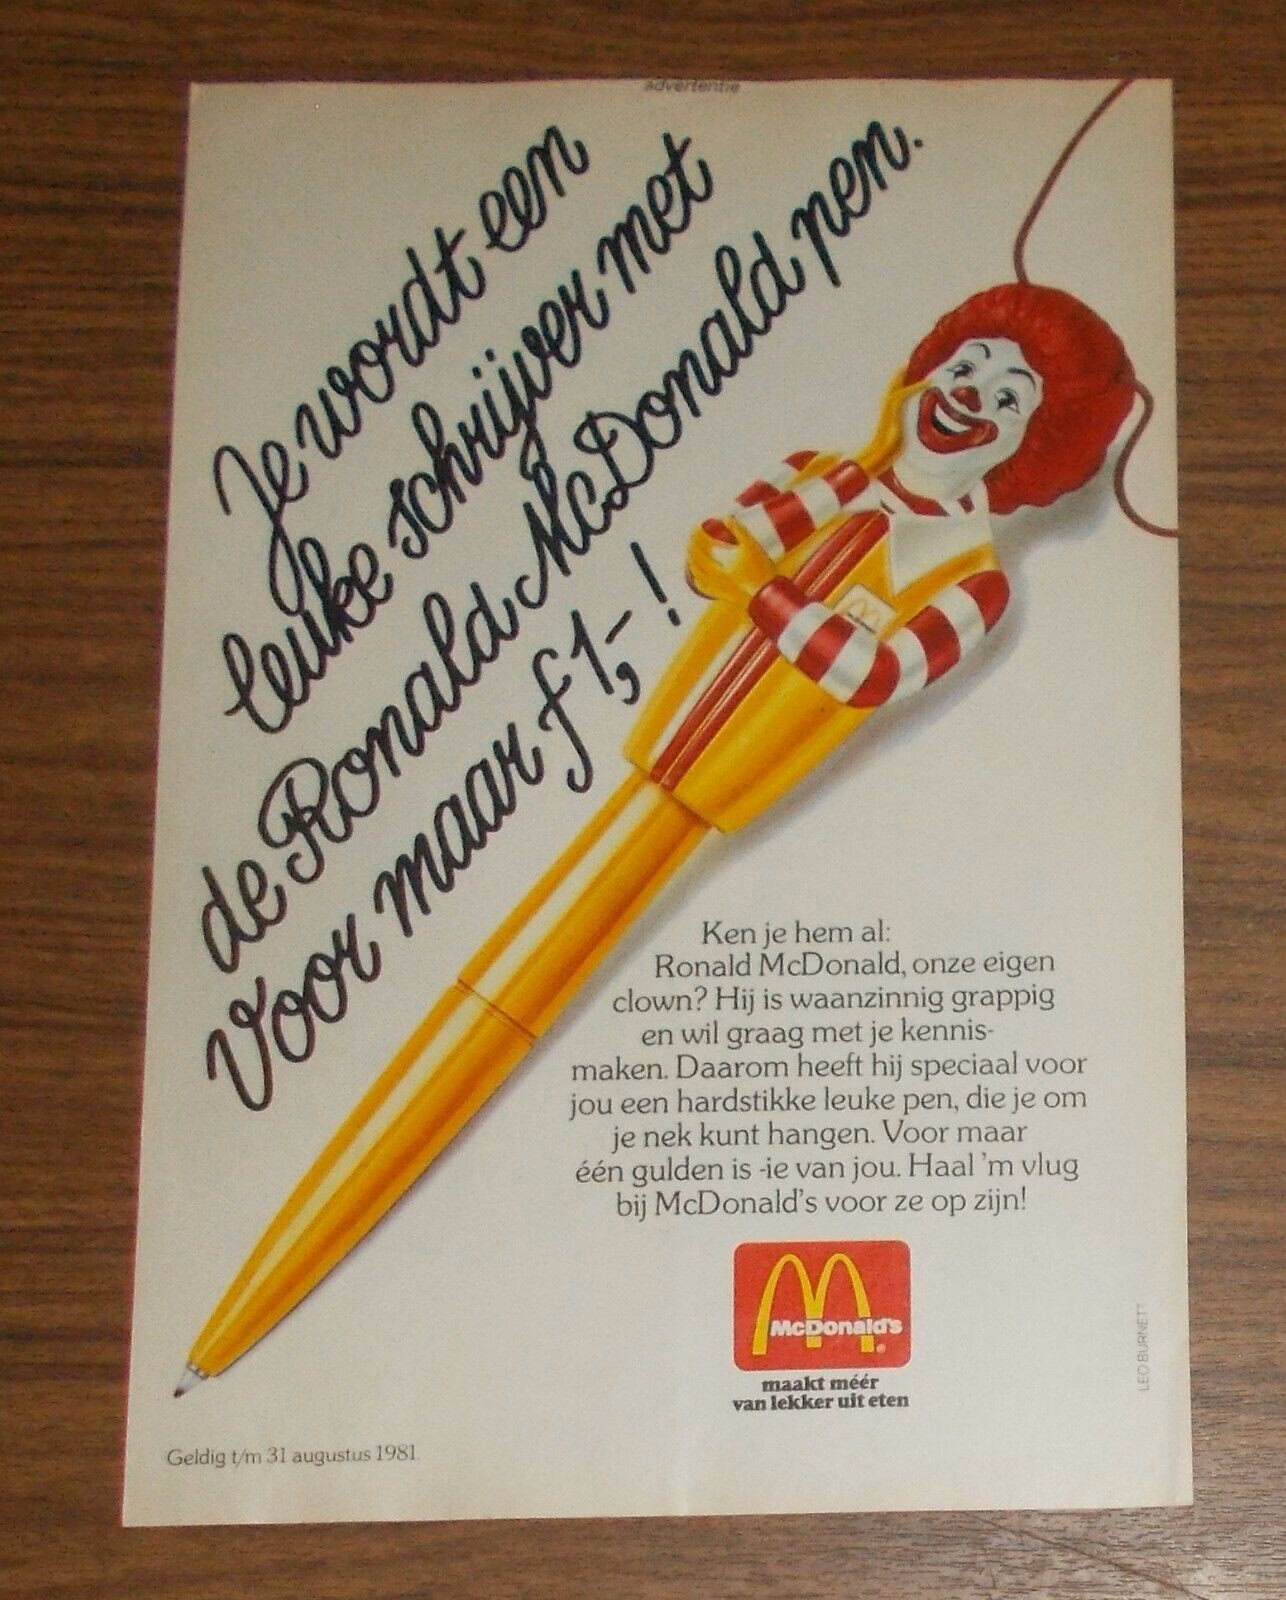 advertentie
Je wordt een
leuke schrijver met
de Ronald McDonald pen.
Voor maar f 1,-!
Ken je hem al:
Ronald McDonald, onze eigen
clown? Hij is waanzinnig grappig
en wil graag met je kennis-
maken. Daarom heeft hij speciaal voor
jou een hardstikke leuke pen, die je om
je nek kunt hangen. Voor maar
één gulden is -ie van jou. Haal 'm vlug
bij McDonald's voor ze op zijn!
McDonald's®
maakt méér
van lekker uit eten
LEO BURNETT
Geldig t/m 31 augustus 1981.